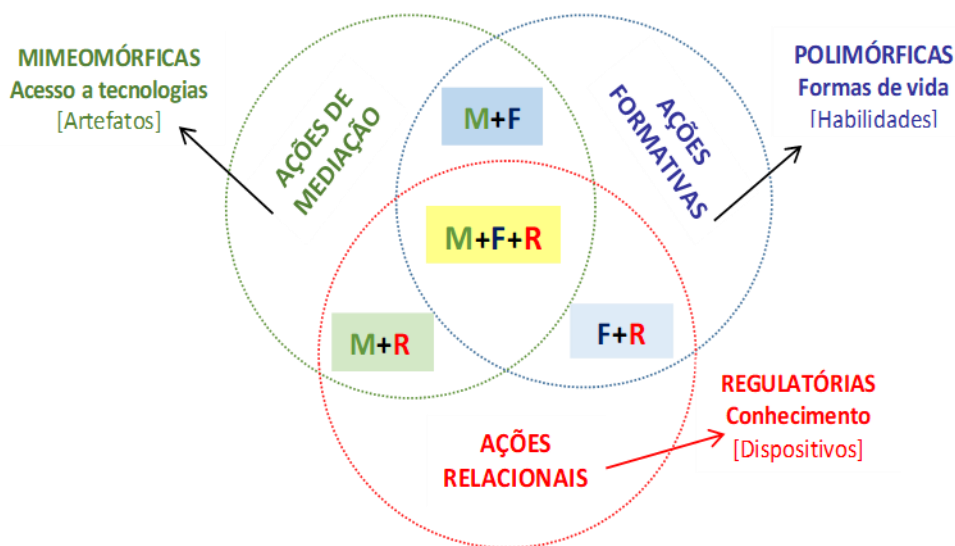 MIMEOMÓRFICAS
Acesso a tecnologias
[Artefatos]
AÇÕES DE
MEDIAÇÃO
M+F
AÇÕES
FORMATIVAS
POLIMÓRFICAS
Formas de vida
[Habilidades]
M+F+R
M+R
F+R
AÇÕES
RELACIONAIS
REGULATÓRIAS
Conhecimento
[Dispositivos]